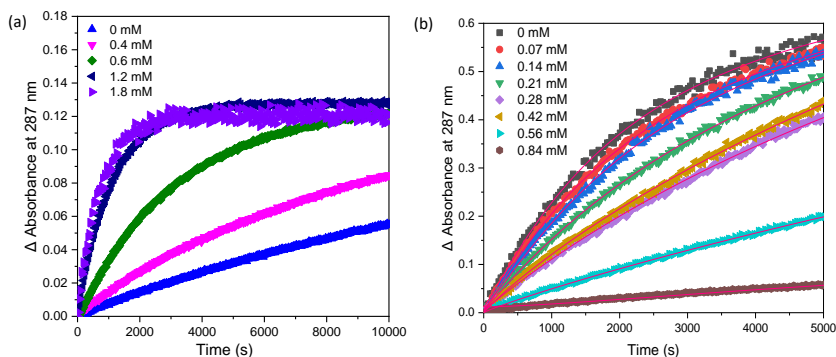 (a)
0.18
0.16
0.14
0.12
0.10
0.08
0.06
0.04
0.02
0.00
Δ Absorbance at 287 nm
0 mM
0.4 mM
0.6 mM
1.2 mM
1.8 mM
0 2000 4000 6000 8000 10000
Time (s)
(b)
0.6
0.5
0.4
0.3
0.2
0.1
0.0
Δ Absorbance at 287 nm
0 mM
0.07 mM
0.14 mM
0.21 mM
0.28 mM
0.42 mM
0.56 mM
0.84 mM
0 1000 2000 3000 4000 5000
Time (s)